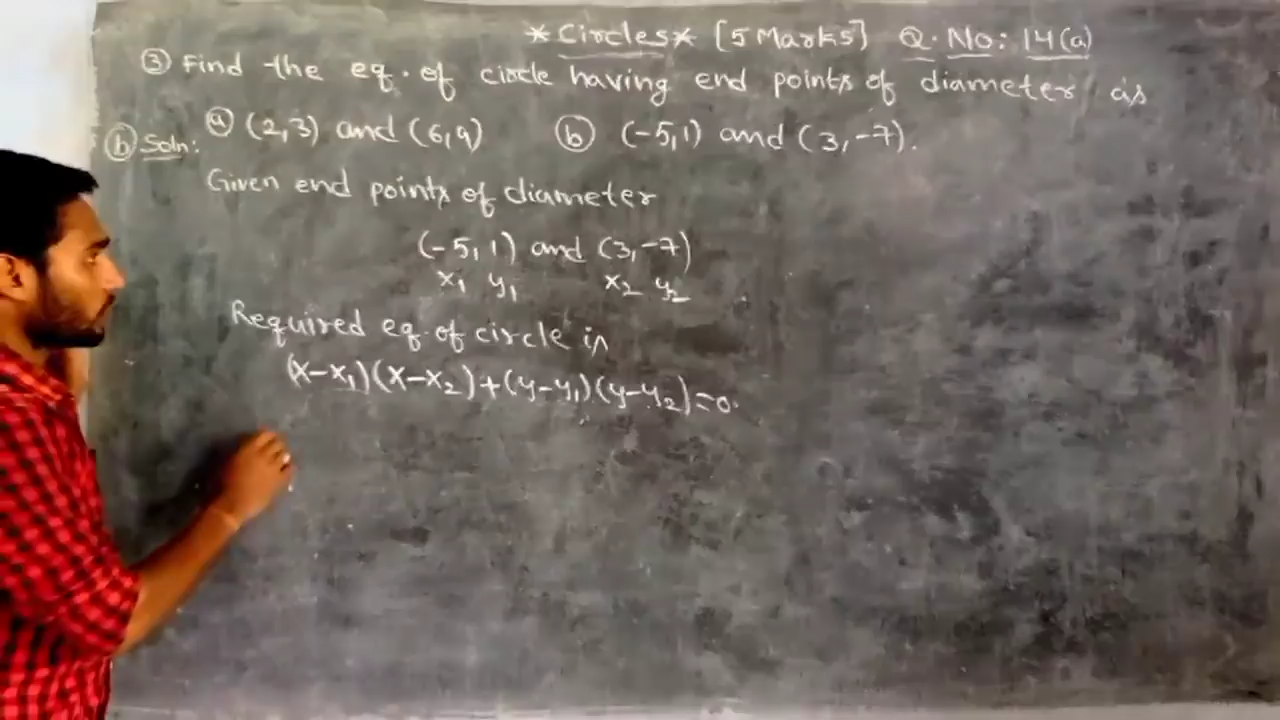 *Circles* [5 Marks] Q. No: 14(a)
③ Find the eq. of circle having end points of diameter as
ⓐ (2,3) and (6,9) ⓑ (-5,1) and (3,-7).
ⓑ Soln:
Given end points of diameter
(-5,1) and (3,-7)
x₁ y₁ x₂ y₂
Required eq. of circle is
(x-x₁)(x-x₂)+(y-y₁)(y-y₂)=0.